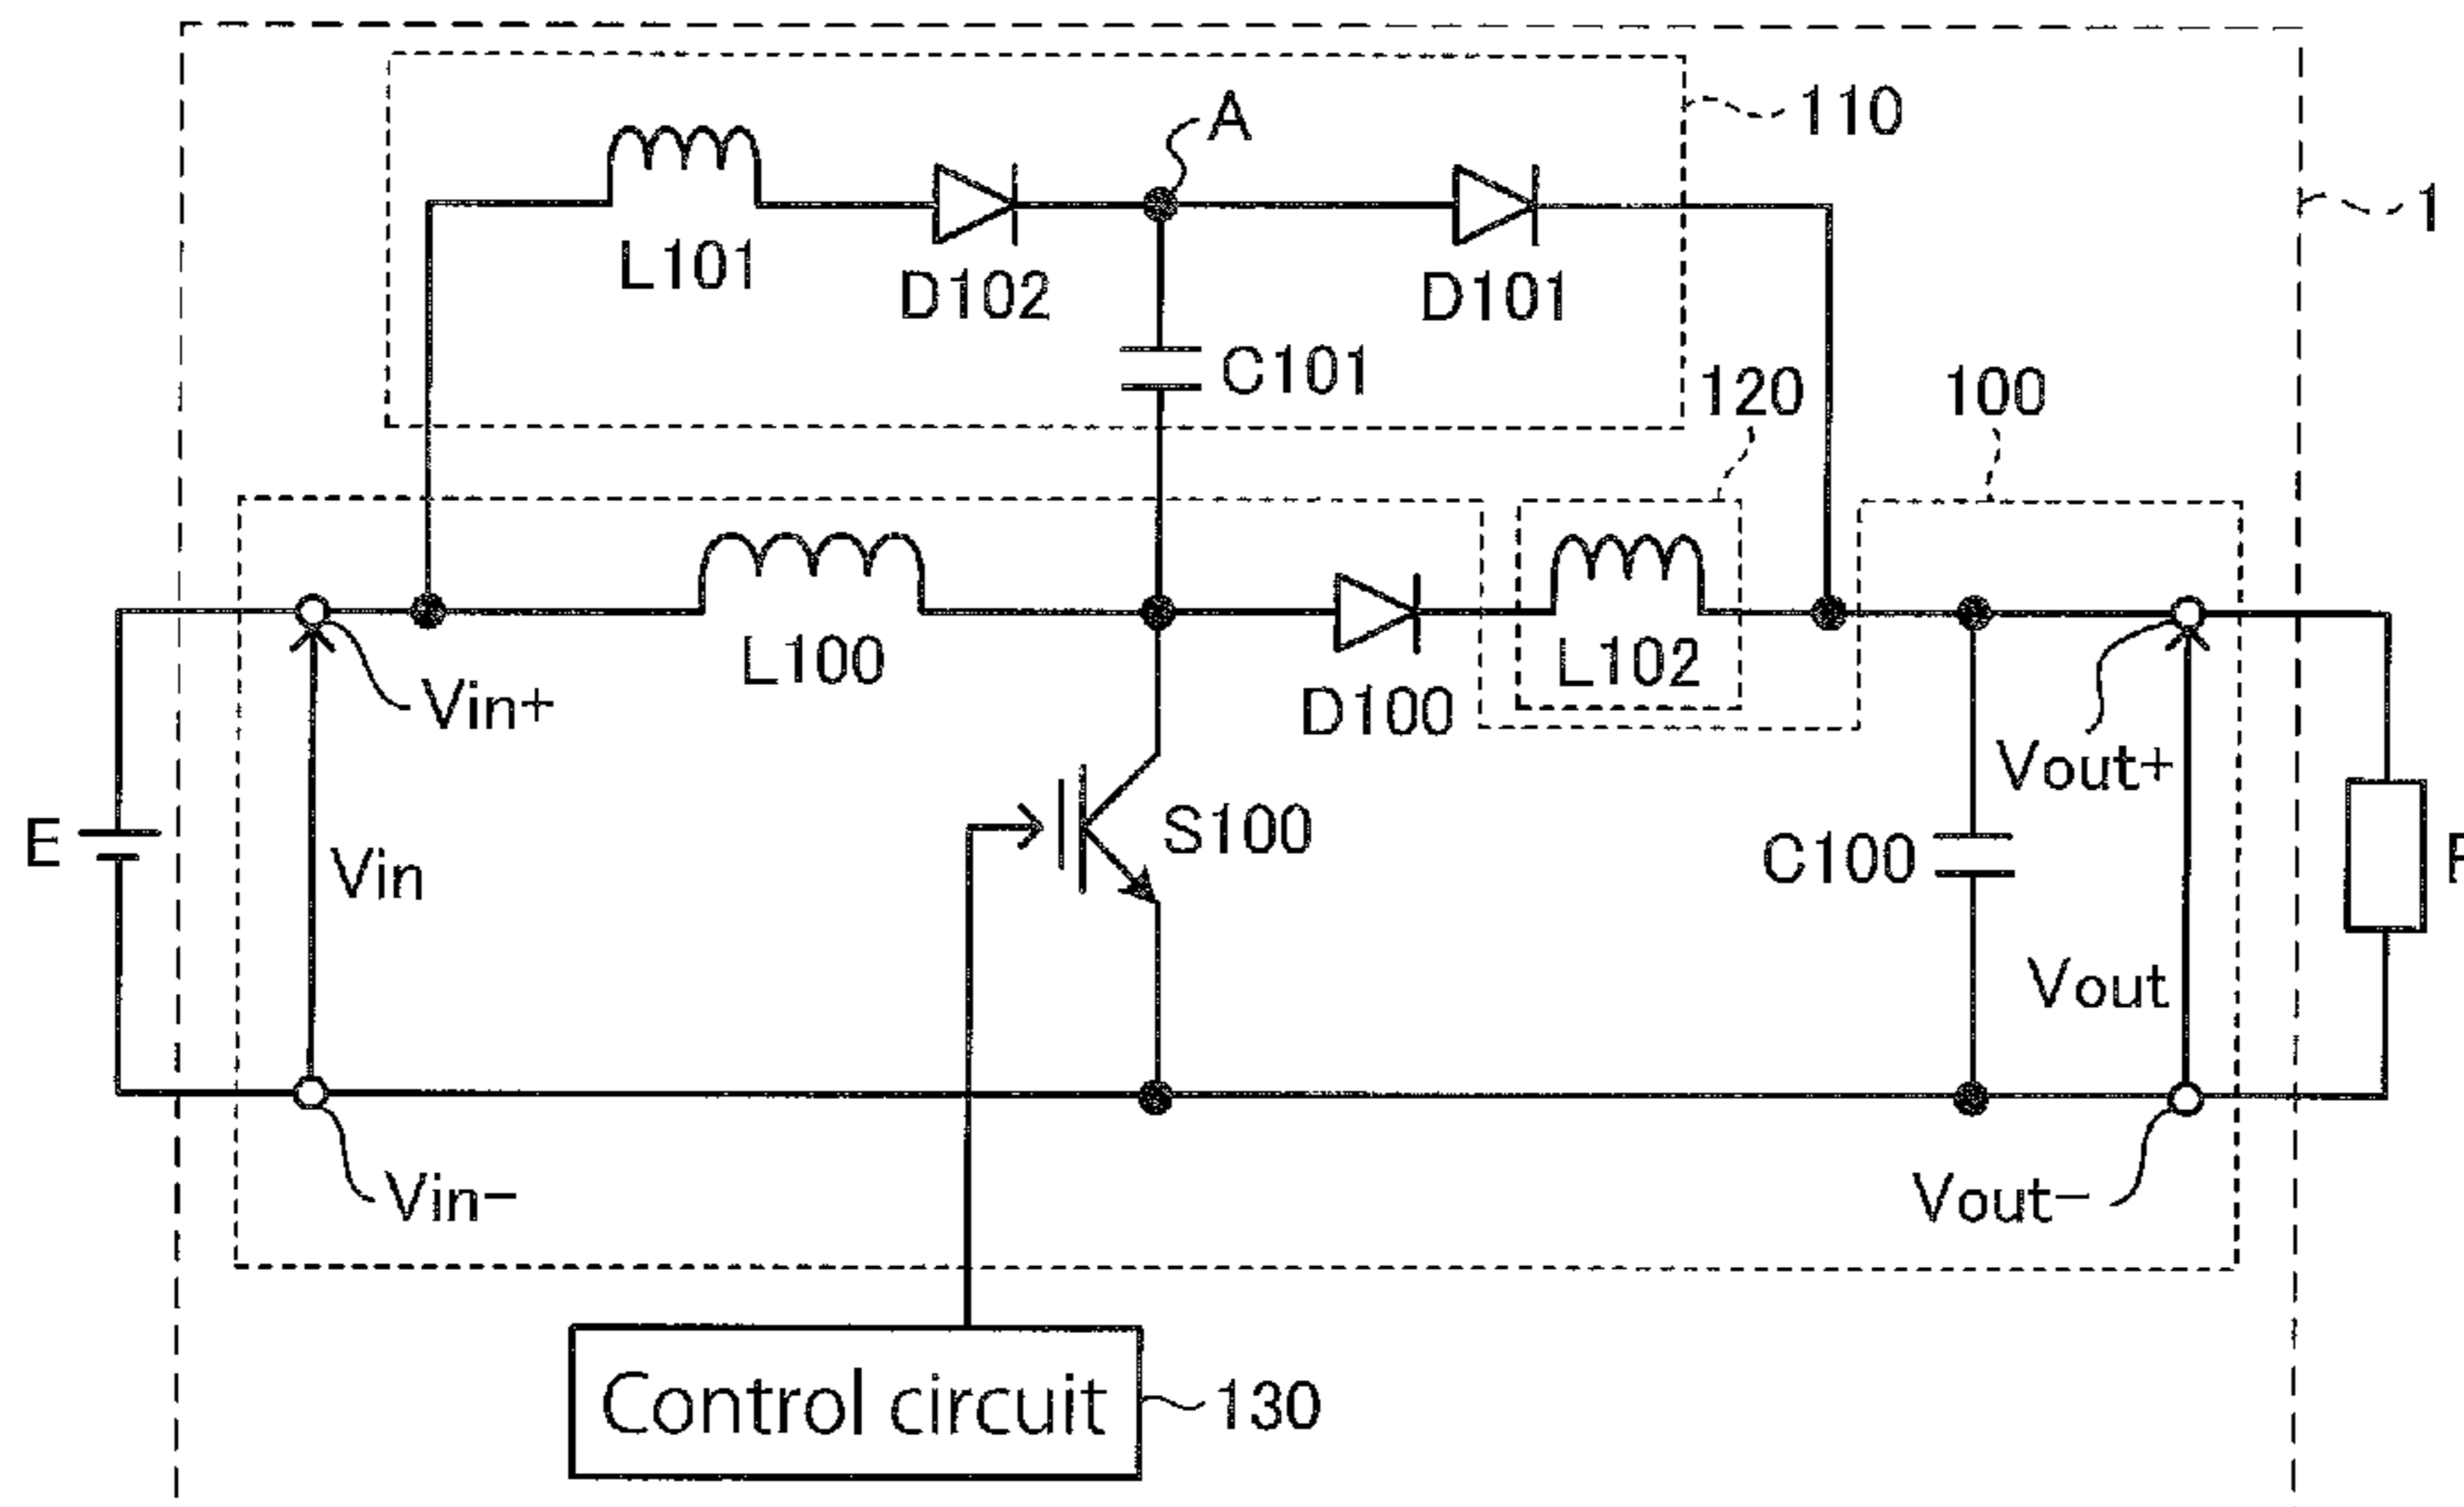 A
110
1
L101
D102
D101
C101
120
100
L100
L102
Vin+
D100
Vout+
E
Vin
S100
C100
Vout
Vin−
Vout−
Control circuit
130